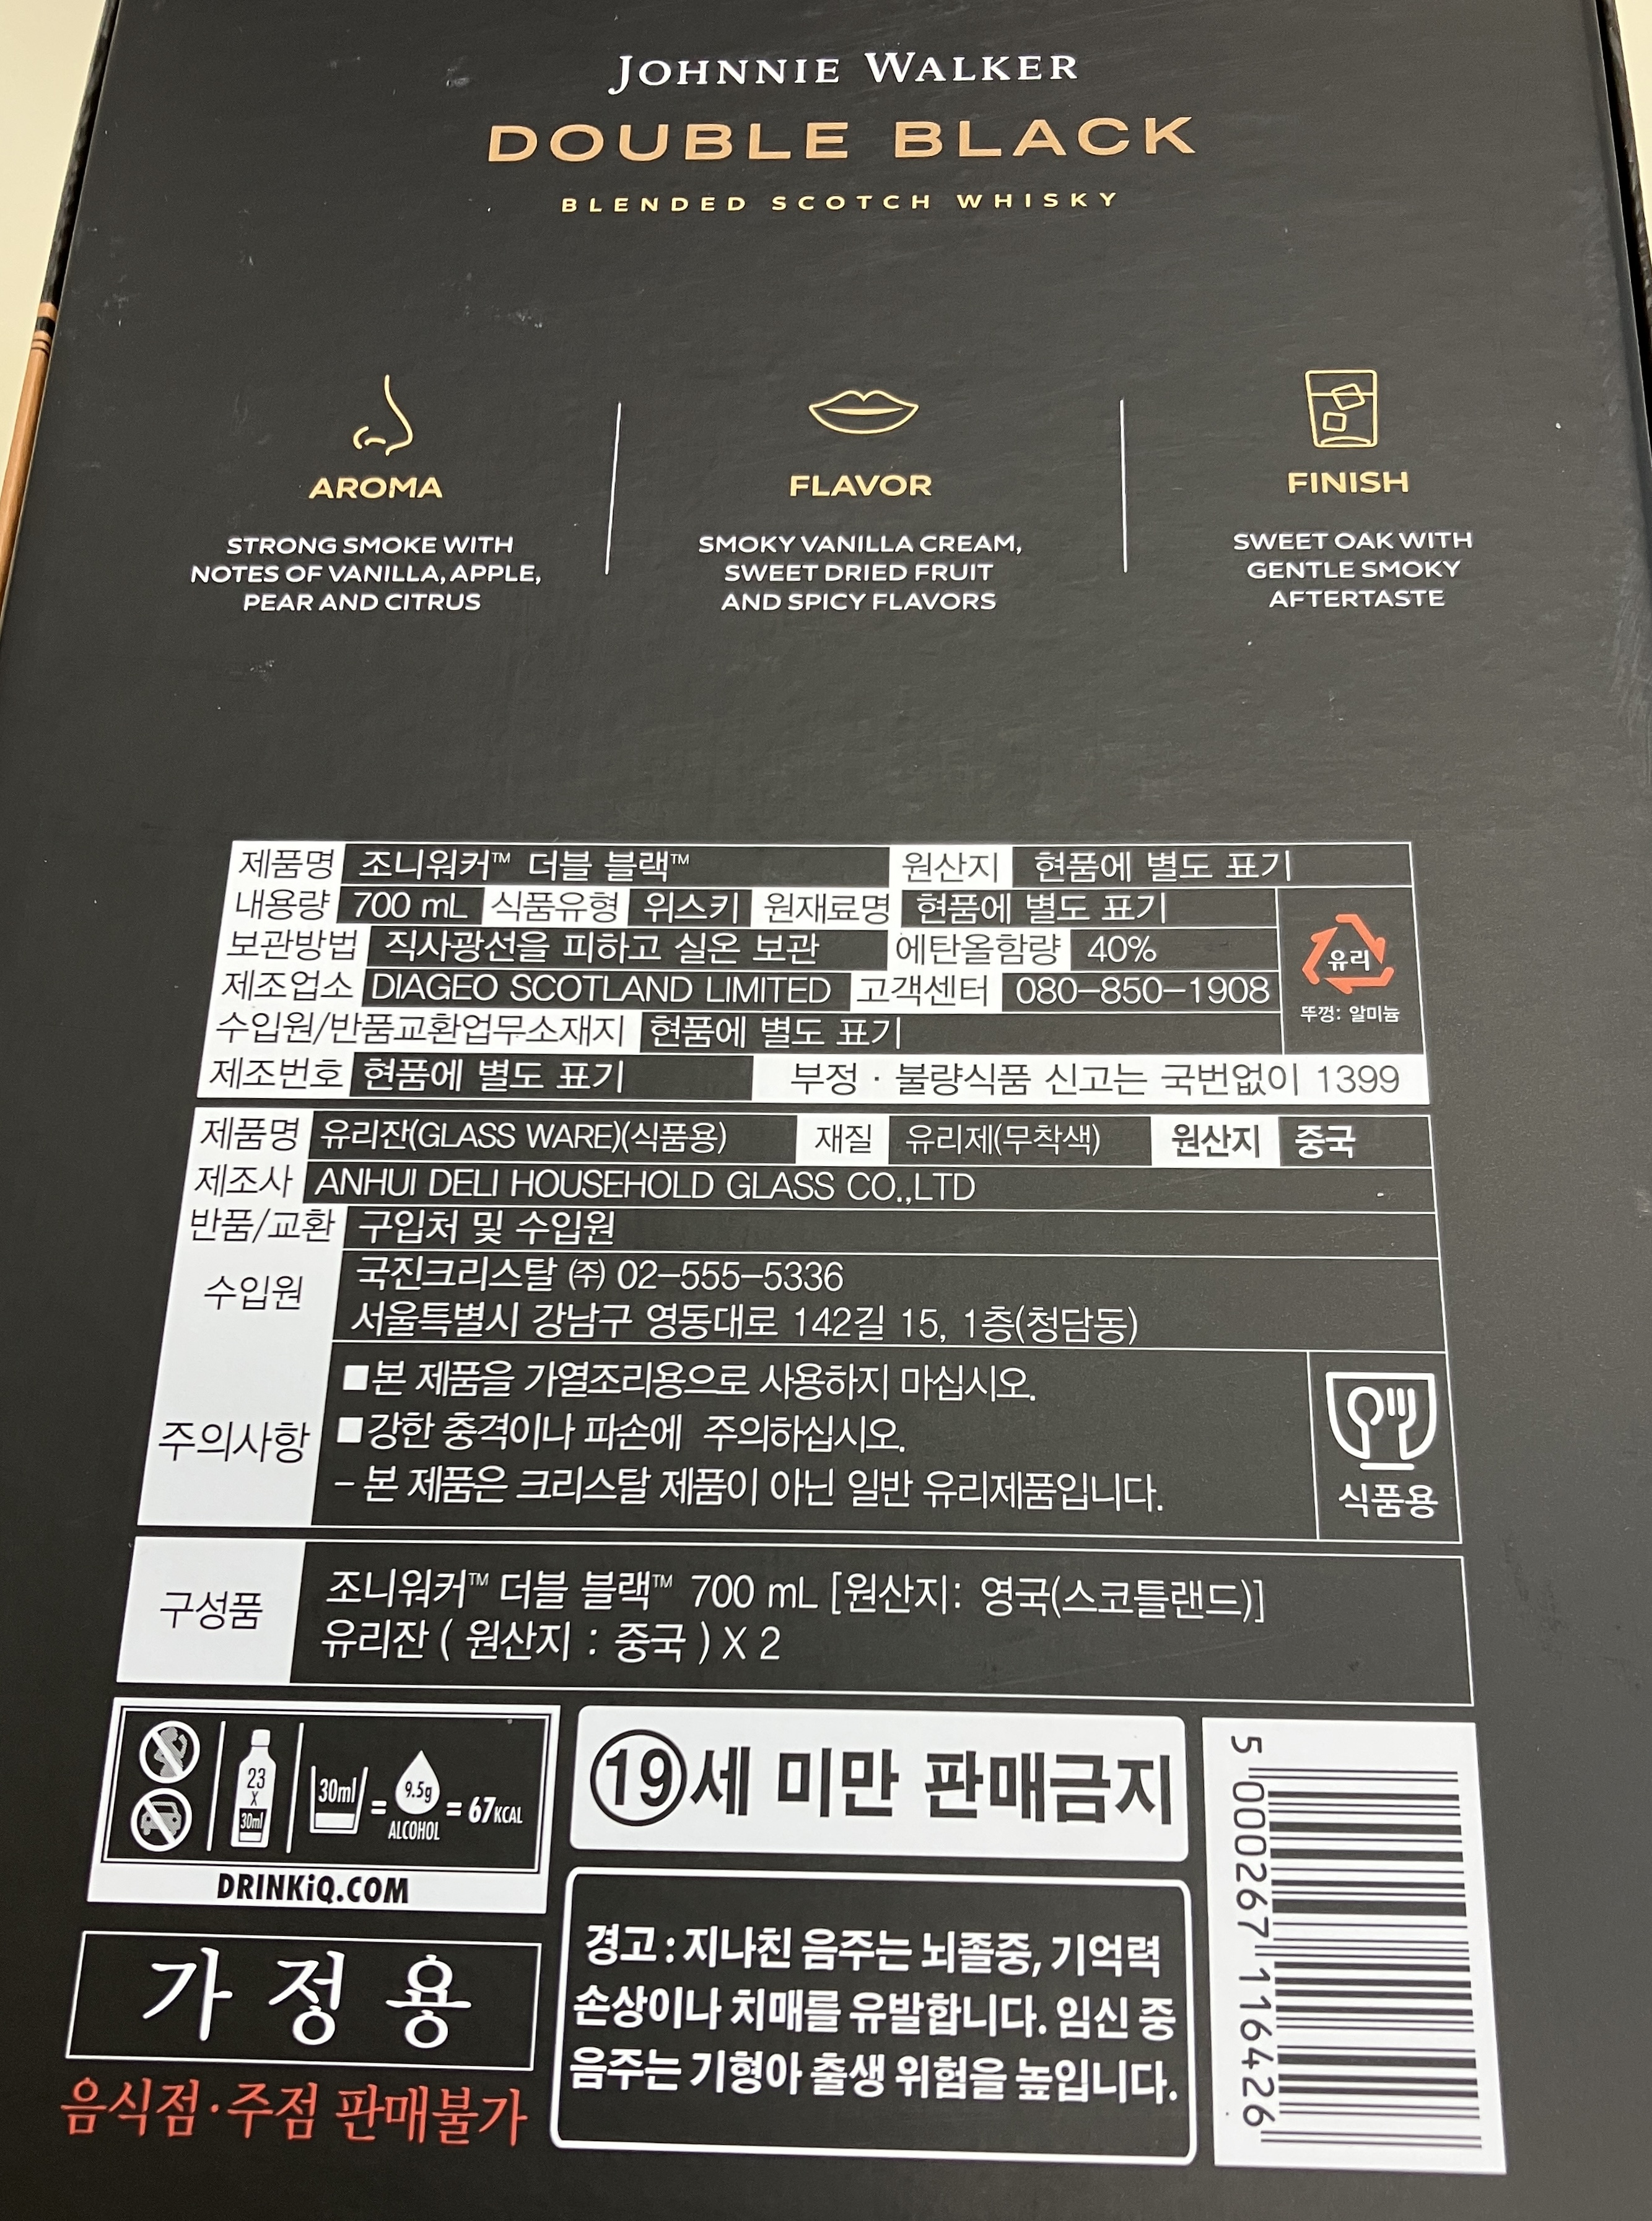 JOHNNIE WALKER
DOUBLE BLACK
BLENDED SCOTCH WHISKY
AROMA
STRONG SMOKE WITH
NOTES OF VANILLA, APPLE,
PEAR AND CITRUS
FLAVOR
SMOKY VANILLA CREAM,
SWEET DRIED FRUIT
AND SPICY FLAVORS
FINISH
SWEET OAK WITH
GENTLE SMOKY
AFTERTASTE
제품명 조니워커™ 더블 블랙™ 원산지 현품에 별도 표기
내용량 700 mL 식품유형 위스키 원재료명 현품에 별도 표기
보관방법 직사광선을 피하고 실온 보관 에탄올함량 40%
제조업소 DIAGEO SCOTLAND LIMITED 고객센터 080-850-1908
수입원/반품교환업무소재지 현품에 별도 표기
유리
뚜껑: 알미늄
제조번호 현품에 별도 표기 부정 · 불량식품 신고는 국번없이 1399
제품명 유리잔(GLASS WARE)(식품용) 재질 유리제(무착색) 원산지 중국
제조사 ANHUI DELI HOUSEHOLD GLASS CO.,LTD
반품/교환 구입처 및 수입원
수입원 국진크리스탈 ㈜ 02-555-5336
서울특별시 강남구 영동대로 142길 15, 1층(청담동)
주의사항
■본 제품을 가열조리용으로 사용하지 마십시오.
■강한 충격이나 파손에 주의하십시오.
- 본 제품은 크리스탈 제품이 아닌 일반 유리제품입니다.
식품용
구성품
조니워커™ 더블 블랙™ 700 mL [원산지: 영국(스코틀랜드)]
유리잔 ( 원산지 : 중국 ) X 2
23
X
30ml
30ml = 9.5g ALCOHOL = 67KCAL
DRINKiQ.COM
가정용
음식점·주점 판매불가
⑲세 미만 판매금지
경고 : 지나친 음주는 뇌졸중, 기억력
손상이나 치매를 유발합니다. 임신 중
음주는 기형아 출생 위험을 높입니다.
5 000267 116426